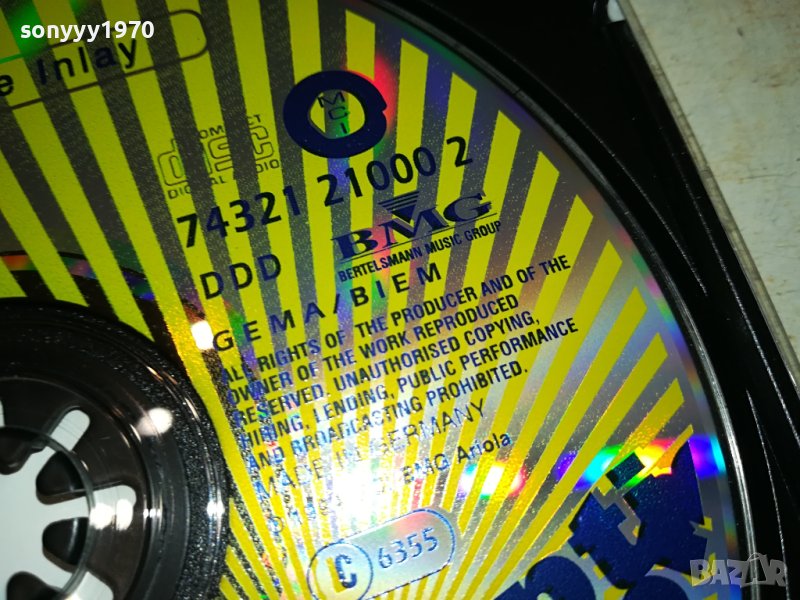 sonyyy1970
e Inlay
MCI
COMPACT
DIGITAL AUDIO
74321 21000 2
BMG
BERTELSMANN MUSIC GROUP
DDD
GEMA/BIEM
ALL RIGHTS OF THE PRODUCER AND OF THE
OWNER OF THE WORK REPRODUCED
RESERVED. UNAUTHORISED COPYING,
HIRING, LENDING, PUBLIC PERFORMANCE
AND BROADCASTING PROHIBITED.
MADE IN GERMANY
BMG Ariola
C 6355
BAZAR